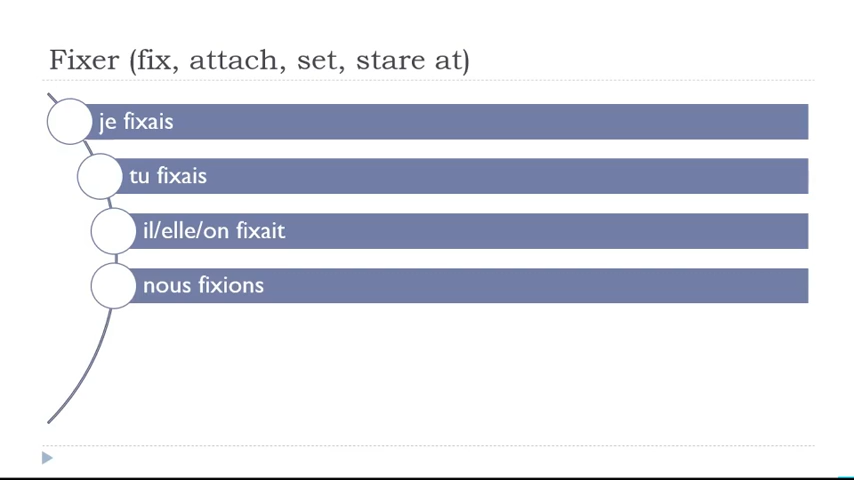 Fixer (fix, attach, set, stare at)
je fixais
tu fixais
il/elle/on fixait
nous fixions